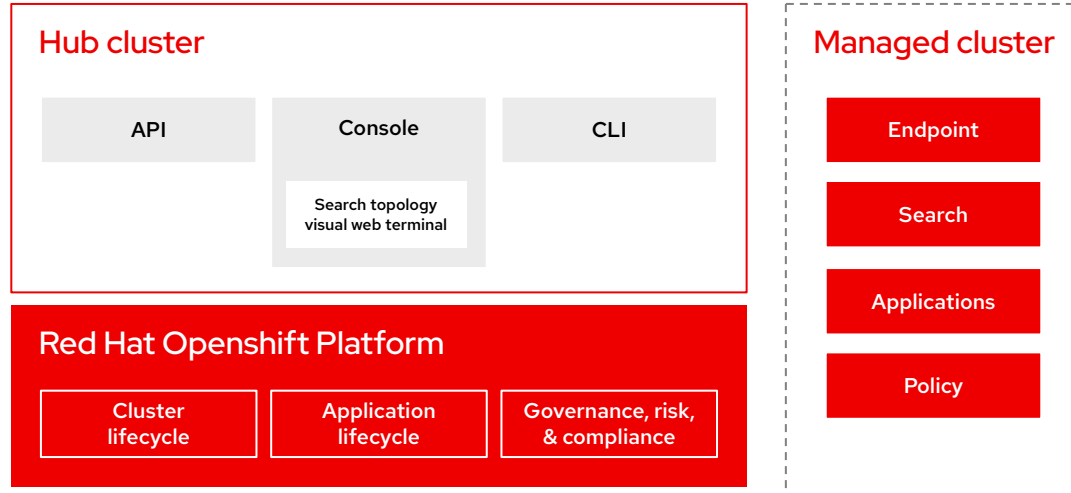 Hub cluster
API
Console
CLI
Search topology
visual web terminal
Red Hat Openshift Platform
Cluster
lifecycle
Application
lifecycle
Governance, risk,
& compliance
Managed cluster
Endpoint
Search
Applications
Policy